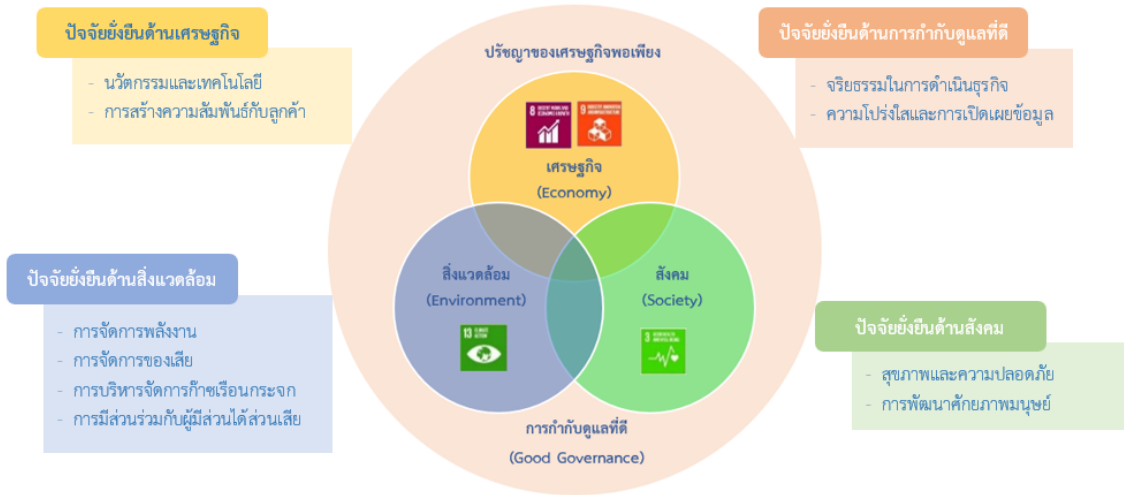 ปัจจัยยั่งยืนด้านเศรษฐกิจ
- นวัตกรรมและเทคโนโลยี
- การสร้างความสัมพันธ์กับลูกค้า
ปรัชญาของเศรษฐกิจพอเพียง
ปัจจัยยั่งยืนด้านการกำกับดูแลที่ดี
- จริยธรรมในการดำเนินธุรกิจ
- ความโปร่งใสและการเปิดเผยข้อมูล
8
9
เศรษฐกิจ
(Economy)
ปัจจัยยั่งยืนด้านสิ่งแวดล้อม
- การจัดการพลังงาน
- การจัดการของเสีย
- การบริหารจัดการก๊าซเรือนกระจก
- การมีส่วนร่วมกับผู้มีส่วนได้ส่วนเสีย
สิ่งแวดล้อม
(Environment)
13 CLIMATE
ACTION
สังคม
(Society)
3
ปัจจัยยั่งยืนด้านสังคม
- สุขภาพและความปลอดภัย
- การพัฒนาศักยภาพมนุษย์
การกำกับดูแลที่ดี
(Good Governance)